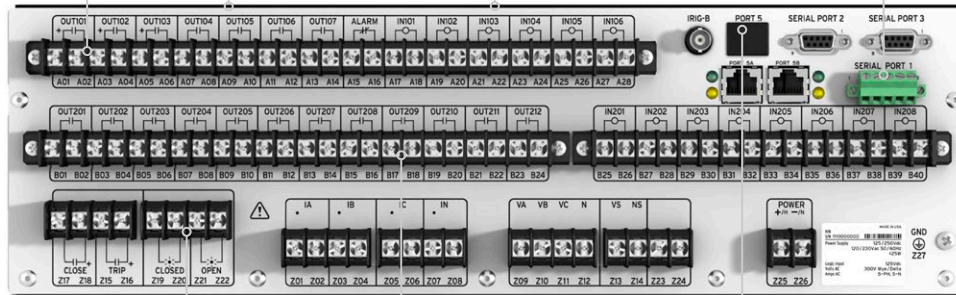 OUT101 OUT102 OUT103 OUT104 OUT105 OUT106 OUT107 ALARM IN101 IN102 IN103 IN104 IN105 IN106
A01 A02 A03 A04 A05 A06 A07 A08 A09 A10 A11 A12 A13 A14 A15 A16 A17 A18 A19 A20 A21 A22 A23 A24 A25 A26 A27 A28
IRIG-B PORT 5 SERIAL PORT 2 SERIAL PORT 3
PORT 5A PORT 5B SERIAL PORT 1
OUT201 OUT202 OUT203 OUT204 OUT205 OUT206 OUT207 OUT208 OUT209 OUT210 OUT211 OUT212
IN201 IN202 IN203 IN204 IN205 IN206 IN207 IN208
B01 B02 B03 B04 B05 B06 B07 B08 B09 B10 B11 B12 B13 B14 B15 B16 B17 B18 B19 B20 B21 B22 B23 B24
B25 B26 B27 B28 B29 B30 B31 B32 B33 B34 B35 B36 B37 B38 B39 B40
CLOSE TRIP CLOSED OPEN
Z17 Z18 Z15 Z16 Z19 Z20 Z21 Z22
IA IB IC IN
Z01 Z02 Z03 Z04 Z05 Z06 Z07 Z08
VA VB VC N VS NS
Z09 Z10 Z11 Z12 Z13 Z14 Z23 Z24
POWER
+/H −/N
Z25 Z26
MADE IN USA
Power Supply 125/250Vdc
120/230Vac 50/60Hz
<25W
Logic Input 125Vdc
Volts AC 300V Wye/Delta
Amps AC 5-PH, 5-N
GND
Z27